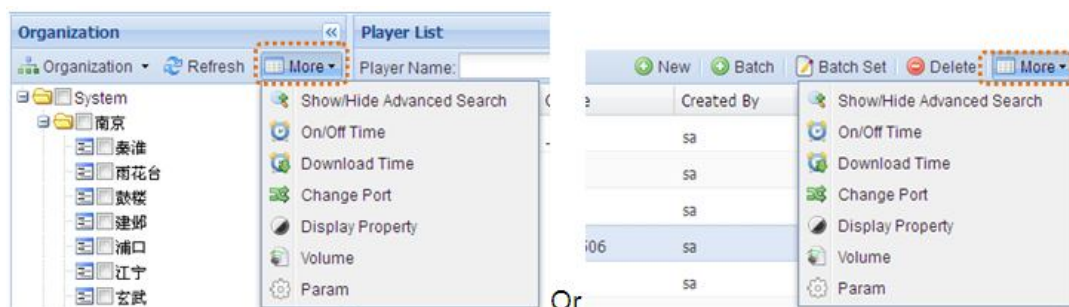 Organization
Player List
Organization Refresh More Player Name:
System
南京
秦淮
雨花台
鼓楼
建邺
浦口
江宁
玄武
Show/Hide Advanced Search
On/Off Time
Download Time
Change Port
Display Property
Volume
Param
Or
New Batch Batch Set Delete More
e Created By
sa
sa
sa
506 sa
sa
Show/Hide Advanced Search
On/Off Time
Download Time
Change Port
Display Property
Volume
Param